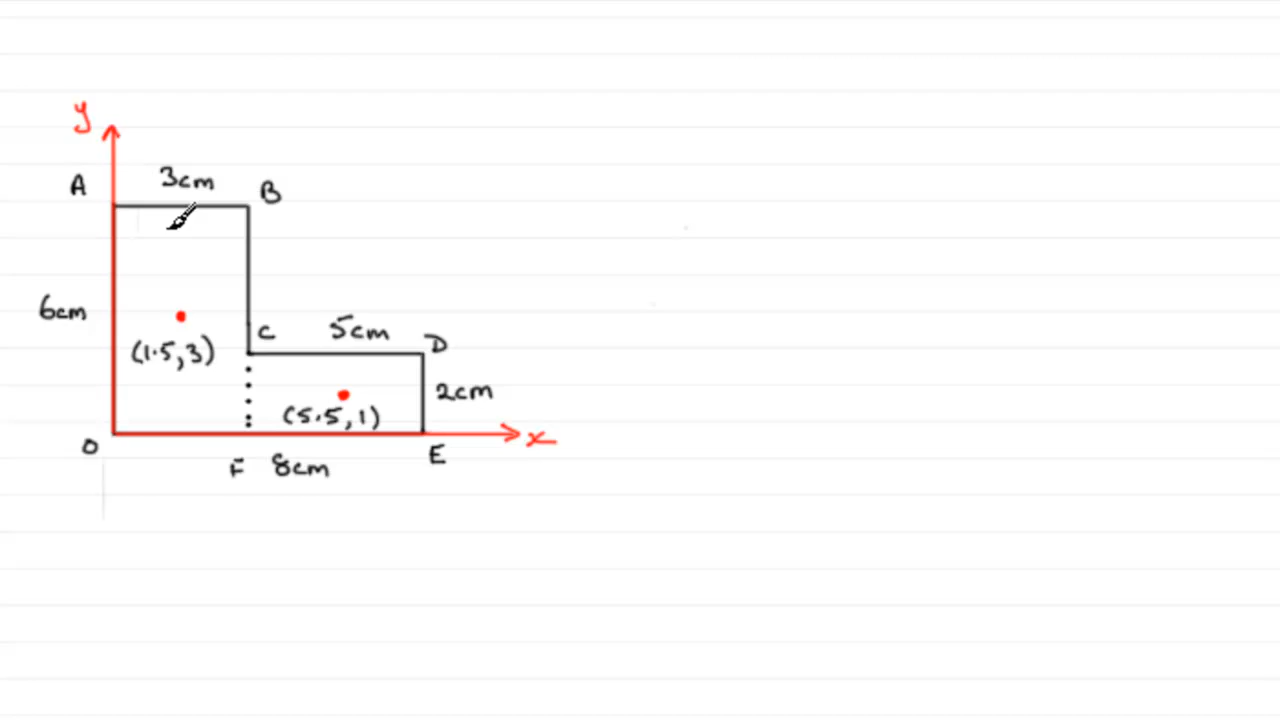 y
A 3cm B
6cm
C 5cm D
(1.5,3)
2cm
(5.5,1)
O x
F 8cm E